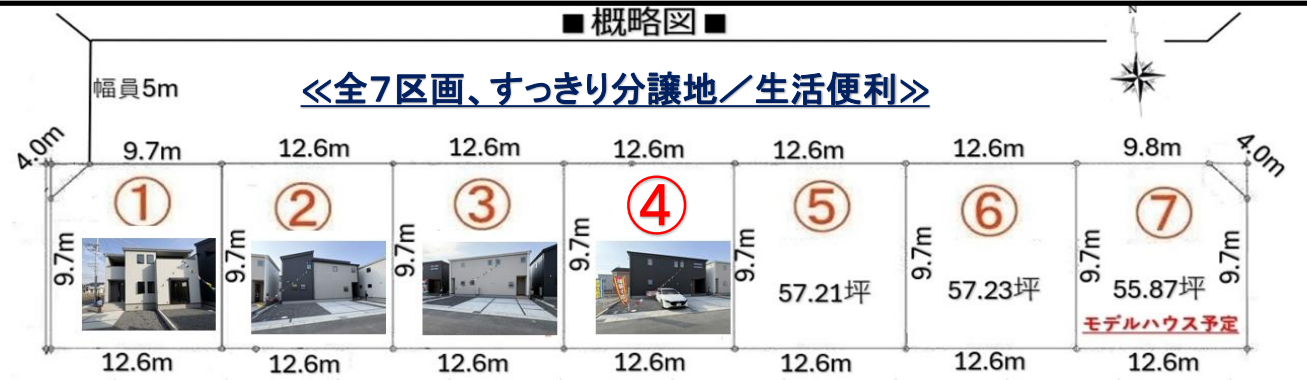 ■概略図■
N
幅員5m
≪全7区画、すっきり分譲地／生活便利≫
4.0m 9.7m 12.6m 12.6m 12.6m 12.6m 12.6m 9.8m 4.0m
① ② ③ ④ ⑤ ⑥ ⑦
9.7m 9.7m 9.7m 9.7m 9.7m 9.7m 9.7m 9.7m
57.21坪 57.23坪 55.87坪
モデルハウス予定
12.6m 12.6m 12.6m 12.6m 12.6m 12.6m 12.6m